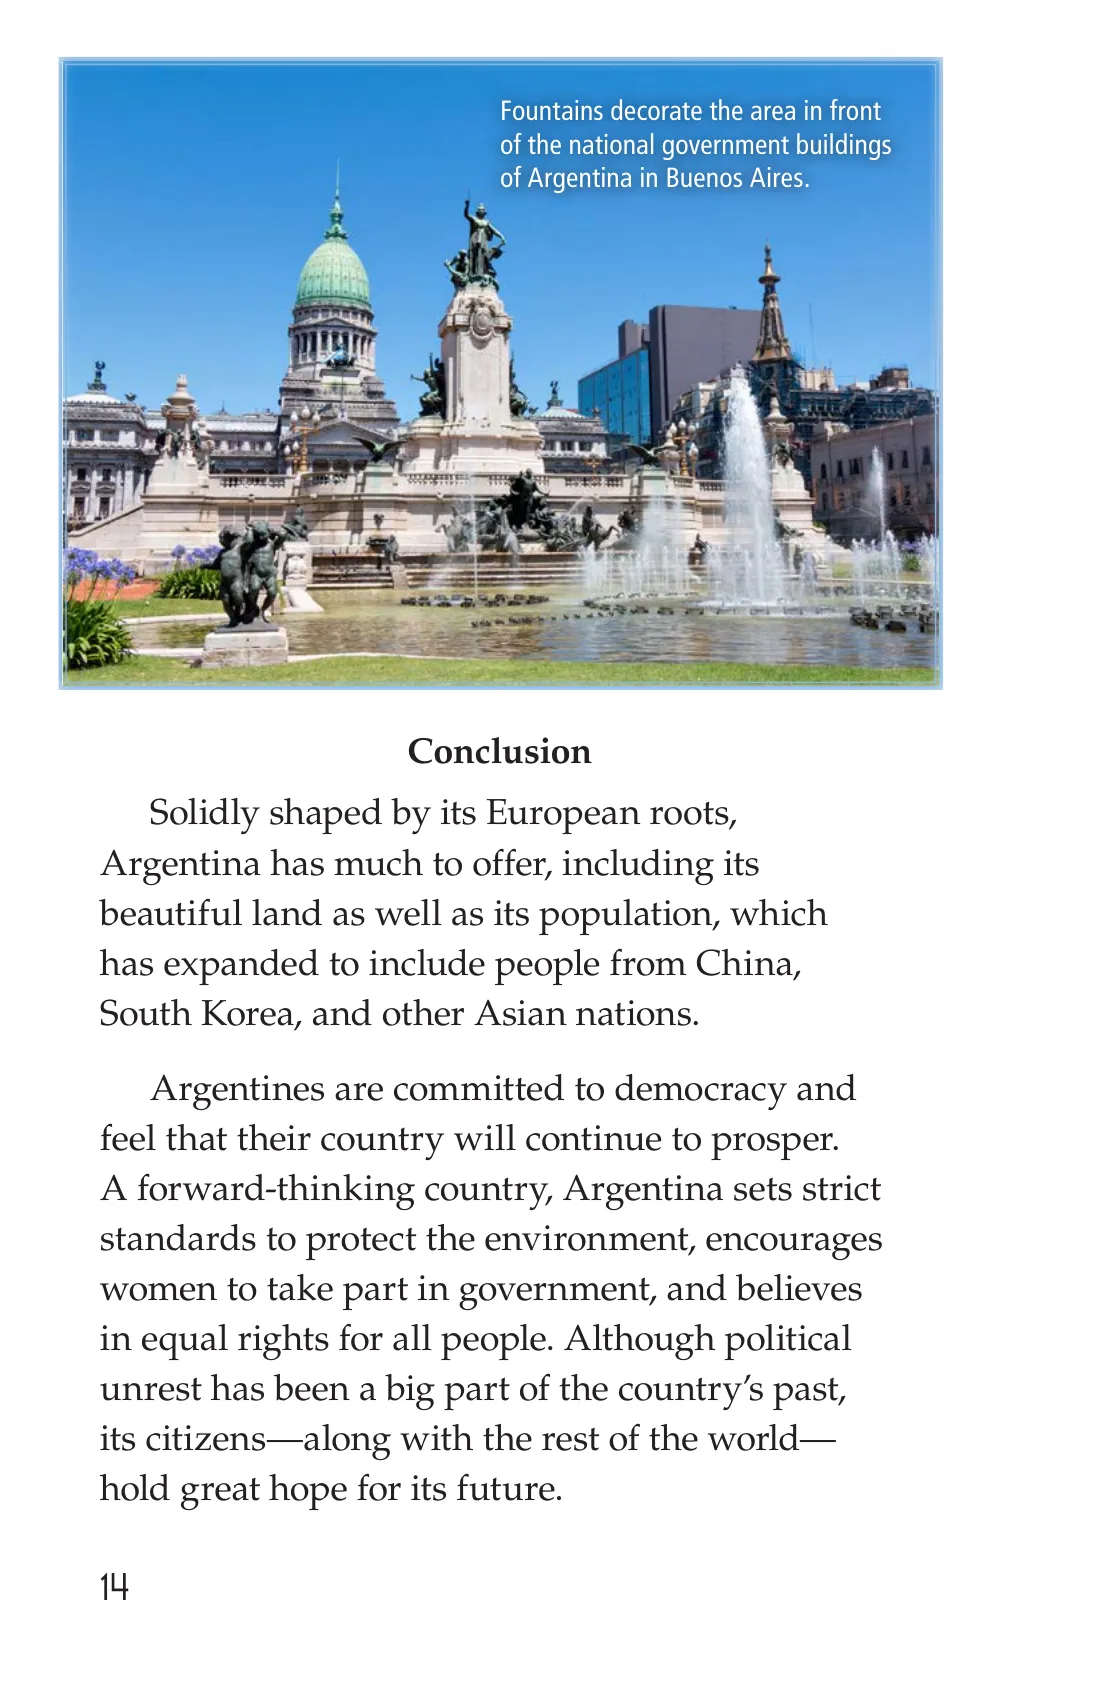 Fountains decorate the area in front
of the national government buildings
of Argentina in Buenos Aires.
Conclusion
Solidly shaped by its European roots,
Argentina has much to offer, including its
beautiful land as well as its population, which
has expanded to include people from China,
South Korea, and other Asian nations.
Argentines are committed to democracy and
feel that their country will continue to prosper.
A forward-thinking country, Argentina sets strict
standards to protect the environment, encourages
women to take part in government, and believes
in equal rights for all people. Although political
unrest has been a big part of the country’s past,
its citizens—along with the rest of the world—
hold great hope for its future.
14